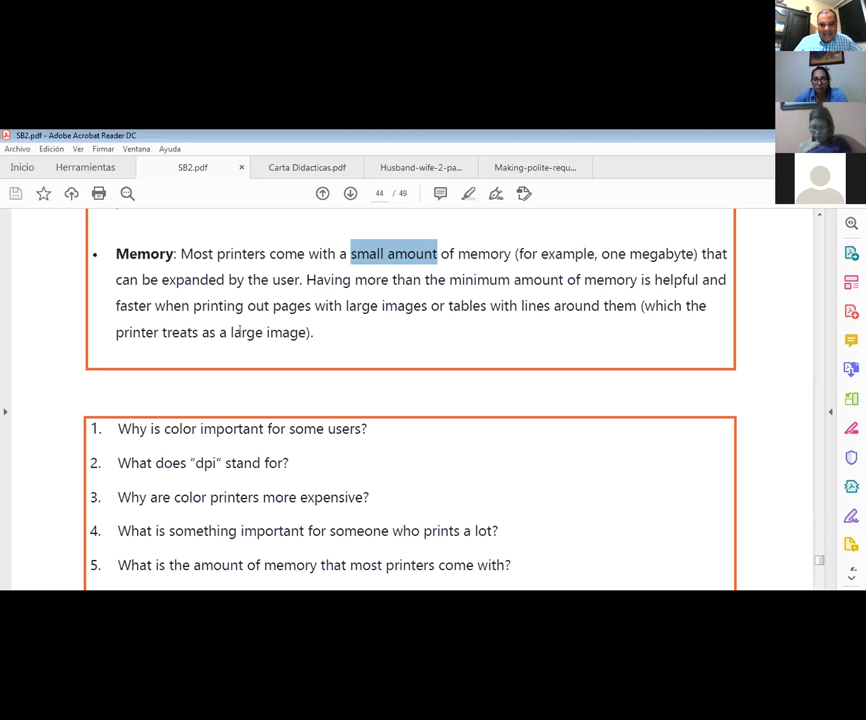 SB2.pdf - Adobe Acrobat Reader DC
Archivo Edición Ver Firmar Ventana Ayuda
Inicio Herramientas SB2.pdf × Carta Didacticas.pdf Husband-wife-2-pa... Making-polite-requ...
44 / 49
• Memory: Most printers come with a small amount of memory (for example, one megabyte) that
can be expanded by the user. Having more than the minimum amount of memory is helpful and
faster when printing out pages with large images or tables with lines around them (which the
printer treats as a large image).
1. Why is color important for some users?
2. What does “dpi“ stand for?
3. Why are color printers more expensive?
4. What is something important for someone who prints a lot?
5. What is the amount of memory that most printers come with?